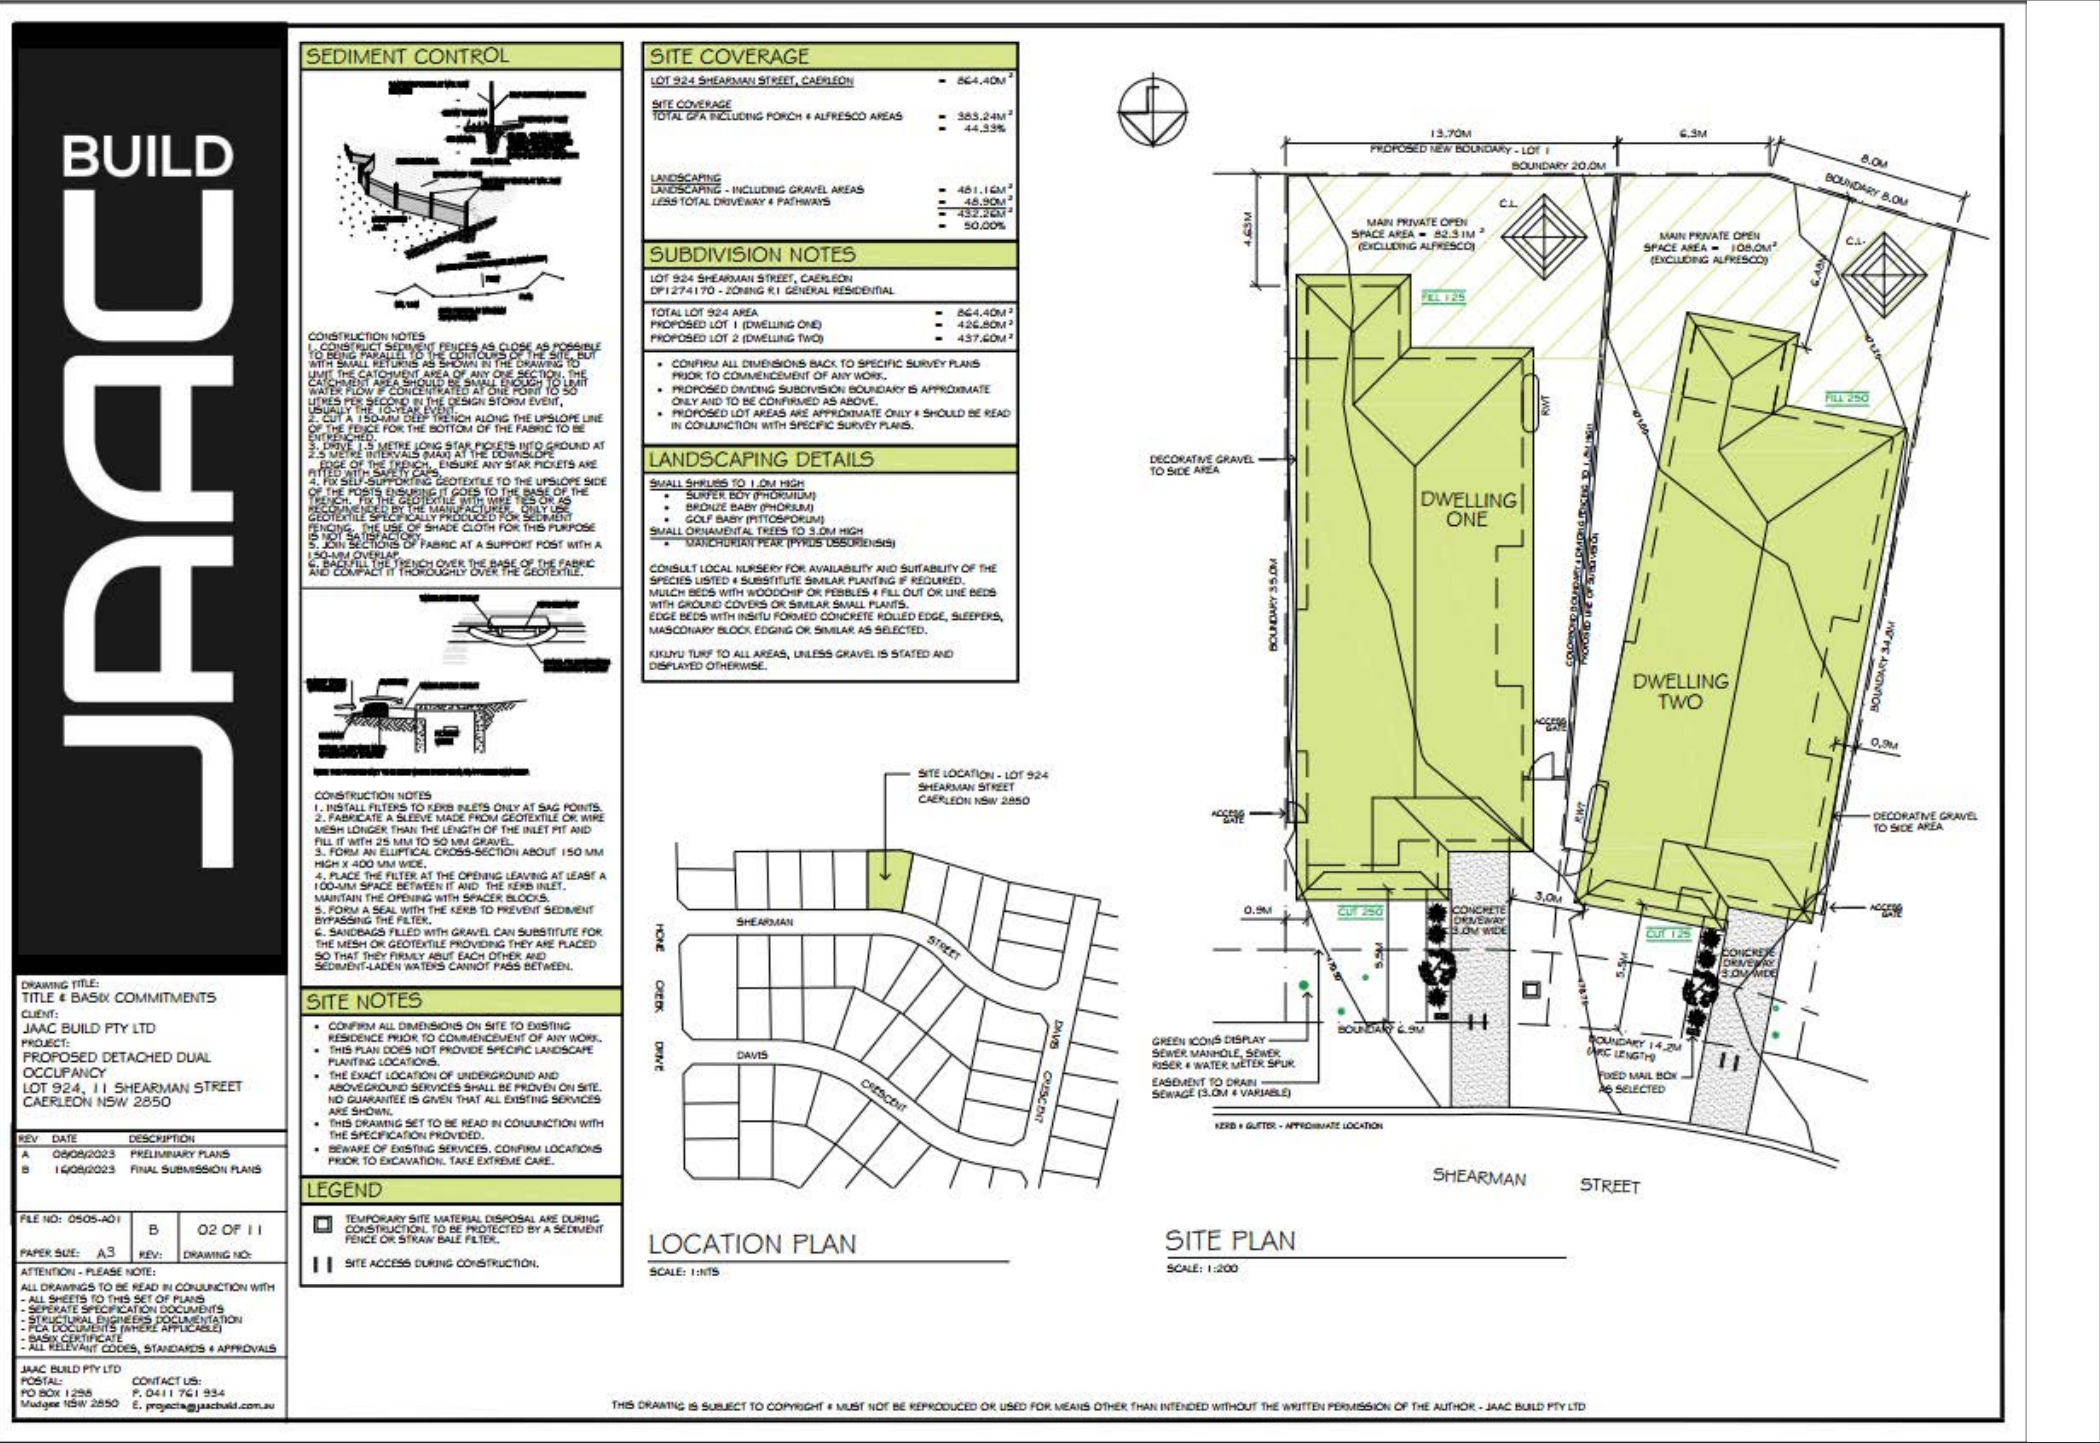 BUILD
JAAC
DRAWING TITLE:
TITLE & BASIX COMMITMENTS
CLIENT:
JAAC BUILD PTY LTD
PROJECT:
PROPOSED DETACHED DUAL
OCCUPANCY
LOT 924, 11 SHEARMAN STREET
CAERLEON NSW 2850
REV DATE DESCRIPTION
A 08/08/2023 PRELIMINARY PLANS
B 16/08/2023 FINAL SUBMISSION PLANS
FILE NO: 0505-A01
B
02 OF 11
PAPER SIZE: A3
REV:
DRAWING NO:
ATTENTION - PLEASE NOTE:
ALL DRAWINGS TO BE READ IN CONJUNCTION WITH
- ALL SHEETS TO THIS SET OF PLANS
- SEPERATE SPECIFICATION DOCUMENTS
- STRUCTURAL ENGINEERS DOCUMENTATION
- PCA DOCUMENTS (WHERE APPLICABLE)
- BASIX CERTIFICATE
- ALL RELEVANT CODES, STANDARDS & APPROVALS
JAAC BUILD PTY LTD
POSTAL: CONTACT US:
PO BOX 1298 P. 0411 761 934
Mudgee NSW 2850 E. projects@jaacbuild.com.au
SEDIMENT CONTROL
CONSTRUCTION NOTES
1. CONSTRUCT SEDIMENT FENCES AS CLOSE AS POSSIBLE
TO BEING PARALLEL TO THE CONTOURS OF THE SITE, BUT
WITH SMALL RETURNS AS SHOWN IN THE DRAWING TO
LIMIT THE CATCHMENT AREA OF ANY ONE SECTION. THE
CATCHMENT AREA SHOULD BE SMALL ENOUGH TO LIMIT
WATER FLOW IF CONCENTRATED AT ONE POINT TO 50
LITRES PER SECOND IN THE DESIGN STORM EVENT,
USUALLY THE 10-YEAR EVENT.
2. CUT A 150-MM DEEP TRENCH ALONG THE UPSLOPE LINE
OF THE FENCE FOR THE BOTTOM OF THE FABRIC TO BE
ENTRENCHED.
3. DRIVE 1.5 METRE LONG STAR PICKETS INTO GROUND AT
2.5 METRE INTERVALS (MAX) AT THE DOWNSLOPE
EDGE OF THE TRENCH. ENSURE ANY STAR PICKETS ARE
FITTED WITH SAFETY CAPS.
4. FIX SELF-SUPPORTING GEOTEXTILE TO THE UPSLOPE SIDE
OF THE POSTS ENSURING IT GOES TO THE BASE OF THE
TRENCH. FIX THE GEOTEXTILE WITH WIRE TIES OR AS
RECOMMENDED BY THE MANUFACTURER. ONLY USE
GEOTEXTILE SPECIFICALLY PRODUCED FOR SEDIMENT
FENCING. THE USE OF SHADE CLOTH FOR THIS PURPOSE
IS NOT SATISFACTORY.
5. JOIN SECTIONS OF FABRIC AT A SUPPORT POST WITH A
150-MM OVERLAP.
6. BACKFILL THE TRENCH OVER THE BASE OF THE FABRIC
AND COMPACT IT THOROUGHLY OVER THE GEOTEXTILE.
CONSTRUCTION NOTES
1. INSTALL FILTERS TO KERB INLETS ONLY AT SAG POINTS.
2. FABRICATE A SLEEVE MADE FROM GEOTEXTILE OR WIRE
MESH LONGER THAN THE LENGTH OF THE INLET PIT AND
FILL IT WITH 25 MM TO 50 MM GRAVEL.
3. FORM AN ELLIPTICAL CROSS-SECTION ABOUT 150 MM
HIGH X 400 MM WIDE.
4. PLACE THE FILTER AT THE OPENING LEAVING AT LEAST A
100-MM SPACE BETWEEN IT AND THE KERB INLET.
MAINTAIN THE OPENING WITH SPACER BLOCKS.
5. FORM A SEAL WITH THE KERB TO PREVENT SEDIMENT
BYPASSING THE FILTER.
6. SANDBAGS FILLED WITH GRAVEL CAN SUBSTITUTE FOR
THE MESH OR GEOTEXTILE PROVIDING THEY ARE PLACED
SO THAT THEY FIRMLY ABUT EACH OTHER AND
SEDIMENT-LADEN WATERS CANNOT PASS BETWEEN.
SITE NOTES
• CONFIRM ALL DIMENSIONS ON SITE TO EXISTING
RESIDENCE PRIOR TO COMMENCEMENT OF ANY WORK.
• THIS PLAN DOES NOT PROVIDE SPECIFIC LANDSCAPE
PLANTING LOCATIONS.
• THE EXACT LOCATION OF UNDERGROUND AND
ABOVEGROUND SERVICES SHALL BE PROVEN ON SITE.
NO GUARANTEE IS GIVEN THAT ALL EXISTING SERVICES
ARE SHOWN.
• THIS DRAWING SET TO BE READ IN CONJUNCTION WITH
THE SPECIFICATION PROVIDED.
• BEWARE OF EXISTING SERVICES. CONFIRM LOCATIONS
PRIOR TO EXCAVATION. TAKE EXTREME CARE.
LEGEND
TEMPORARY SITE MATERIAL DISPOSAL ARE DURING
CONSTRUCTION. TO BE PROTECTED BY A SEDIMENT
FENCE OR STRAW BALE FILTER.
SITE ACCESS DURING CONSTRUCTION.
SITE COVERAGE
LOT 924 SHEARMAN STREET, CAERLEON = 864.40M²
SITE COVERAGE
TOTAL GFA INCLUDING PORCH & ALFRESCO AREAS = 383.24M²
= 44.33%
LANDSCAPING
LANDSCAPING - INCLUDING GRAVEL AREAS = 481.16M²
LESS TOTAL DRIVEWAY & PATHWAYS = 48.90M²
= 432.26M²
= 50.00%
SUBDIVISION NOTES
LOT 924 SHEARMAN STREET, CAERLEON
DP1274170 - ZONING R1 GENERAL RESIDENTIAL
TOTAL LOT 924 AREA = 864.40M²
PROPOSED LOT 1 (DWELLING ONE) = 426.80M²
PROPOSED LOT 2 (DWELLING TWO) = 437.60M²
• CONFIRM ALL DIMENSIONS BACK TO SPECIFIC SURVEY PLANS
PRIOR TO COMMENCEMENT OF ANY WORK.
• PROPOSED DIVIDING SUBDIVISION BOUNDARY IS APPROXIMATE
ONLY AND TO BE CONFIRMED AS ABOVE.
• PROPOSED LOT AREAS ARE APPROXIMATE ONLY & SHOULD BE READ
IN CONJUNCTION WITH SPECIFIC SURVEY PLANS.
LANDSCAPING DETAILS
SMALL SHRUBS TO 1.0M HIGH
• SURFER BOY (PHORMIUM)
• BRONZE BABY (PHORIUM)
• GOLF BABY (PITTOSPORUM)
SMALL ORNAMENTAL TREES TO 3.0M HIGH
• MANCHURIAN PEAR (PYRUS USSURIENSIS)
CONSULT LOCAL NURSERY FOR AVAILABILITY AND SUITABILITY OF THE
SPECIES LISTED & SUBSTITUTE SIMILAR PLANTING IF REQUIRED.
MULCH BEDS WITH WOODCHIP OR PEBBLES & FILL OUT OR LINE BEDS
WITH GROUND COVERS OR SIMILAR SMALL PLANTS.
EDGE BEDS WITH INSITU FORMED CONCRETE ROLLED EDGE, SLEEPERS,
MASCONARY BLOCK EDGING OR SIMILAR AS SELECTED.
KIKUYU TURF TO ALL AREAS, UNLESS GRAVEL IS STATED AND
DISPLAYED OTHERWISE.
SITE LOCATION - LOT 924
SHEARMAN STREET
CAERLEON NSW 2850
SHEARMAN
STREET
HONE
CREEK
DRIVE
DAVIS
CRESCENT
DAVIS
CRESCENT
LOCATION PLAN
SCALE: 1:NTS
13.70M
6.3M
8.0M
PROPOSED NEW BOUNDARY - LOT 1
BOUNDARY 20.0M
BOUNDARY 8.0M
4.63M
C.L.
MAIN PRIVATE OPEN
SPACE AREA = 82.31M²
(EXCLUDING ALFRESCO)
MAIN PRIVATE OPEN
SPACE AREA = 108.0M²
(EXCLUDING ALFRESCO)
C.L.
6.48M
FILL 125
FILL 250
RWT
DECORATIVE GRAVEL
TO SIDE AREA
DWELLING
ONE
COLORBOND BOUNDARY & DIVIDING FENCING TO 1.8M HIGH
PROPOSED LINE OF SUBDIVISION
BOUNDARY 35.0M
DWELLING
TWO
BOUNDARY 34.2M
ACCESS
GATE
0.9M
ACCESS
GATE
RWT
DECORATIVE GRAVEL
TO SIDE AREA
3.0M
0.9M
CUT 250
CONCRETE
DRIVEWAY
3.0M WIDE
ACCESS
GATE
CUT 125
5.5M
5.5M
CONCRETE
DRIVEWAY
3.0M WIDE
BOUNDARY 6.9M
BOUNDARY 14.2M
(ARC LENGTH)
GREEN ICONS DISPLAY
SEWER MANHOLE, SEWER
RISER & WATER METER SPUR
EASEMENT TO DRAIN
SEWAGE (3.0M & VARIABLE)
FIXED MAIL BOX
AS SELECTED
KERB & GUTTER - APPROXIMATE LOCATION
SHEARMAN STREET
SITE PLAN
SCALE: 1:200
THIS DRAWING IS SUBJECT TO COPYRIGHT & MUST NOT BE REPRODUCED OR USED FOR MEANS OTHER THAN INTENDED WITHOUT THE WRITTEN PERMISSION OF THE AUTHOR - JAAC BUILD PTY LTD